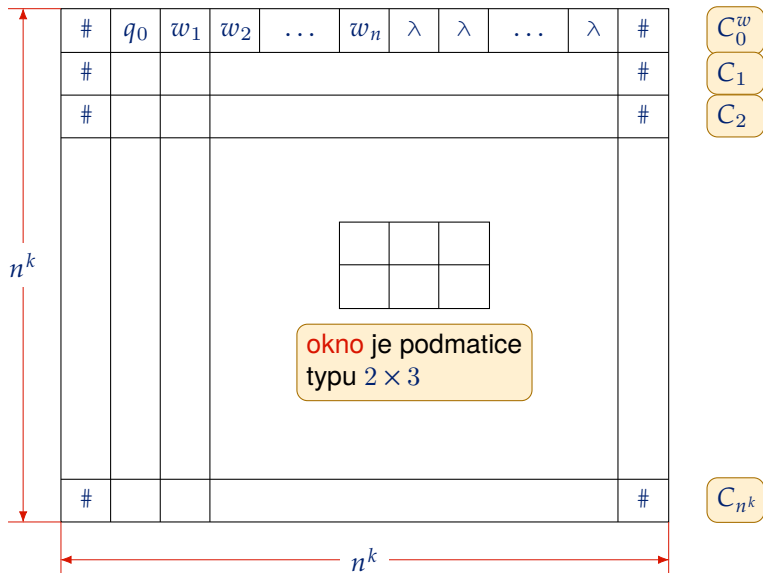 # q₀ w₁ w₂ ... wₙ λ λ ... λ # C₀ʷ
# # C₁
# # C₂
nᵏ
okno je podmatice
typu 2 × 3
# # Cₙᵏ
nᵏ